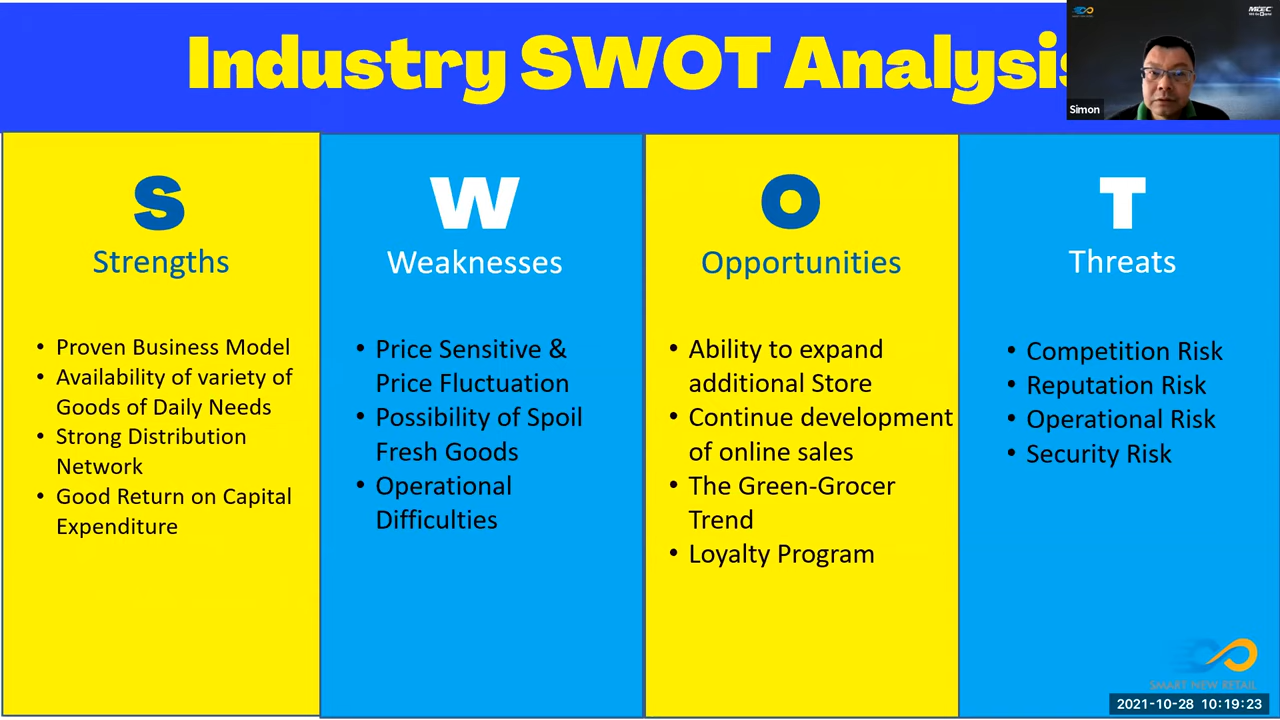 Industry SWOT Analysis
MEEC
Simon
S
Strengths
• Proven Business Model
• Availability of variety of
Goods of Daily Needs
• Strong Distribution
Network
• Good Return on Capital
Expenditure
W
Weaknesses
• Price Sensitive &
Price Fluctuation
• Possibility of Spoil
Fresh Goods
• Operational
Difficulties
O
Opportunities
• Ability to expand
additional Store
• Continue development
of online sales
• The Green-Grocer
Trend
• Loyalty Program
T
Threats
• Competition Risk
• Reputation Risk
• Operational Risk
• Security Risk
SMART NEW RETAIL
2021-10-28 10:19:23